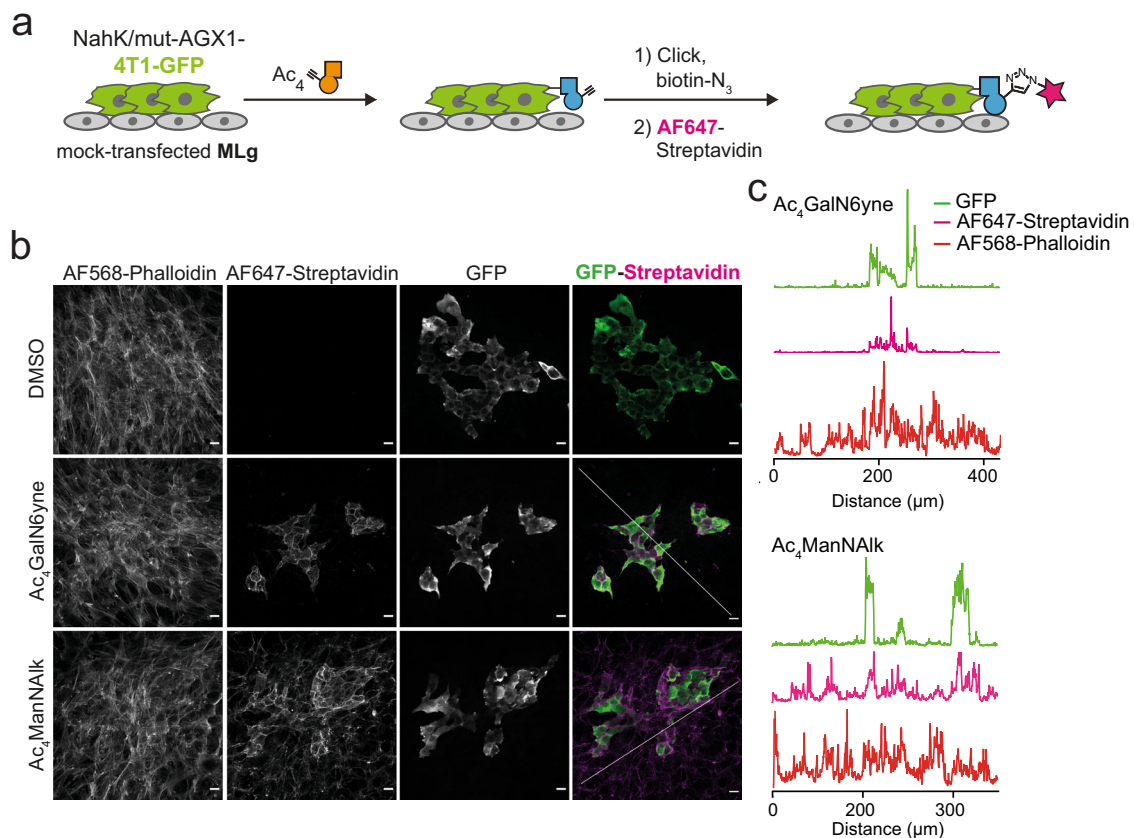 a
NahK/mut-AGX1-
4T1-GFP
mock-transfected MLg
Ac₄
1) Click,
biotin-N₃
2) AF647-
Streptavidin
N
N
N
b
AF568-Phalloidin
AF647-Streptavidin
GFP
GFP-Streptavidin
DMSO
Ac₄GalN6yne
Ac₄ManNAlk
c
Ac₄GalN6yne
GFP
AF647-Streptavidin
AF568-Phalloidin
0
200
400
Distance (µm)
Ac₄ManNAlk
0
200
300
Distance (µm)